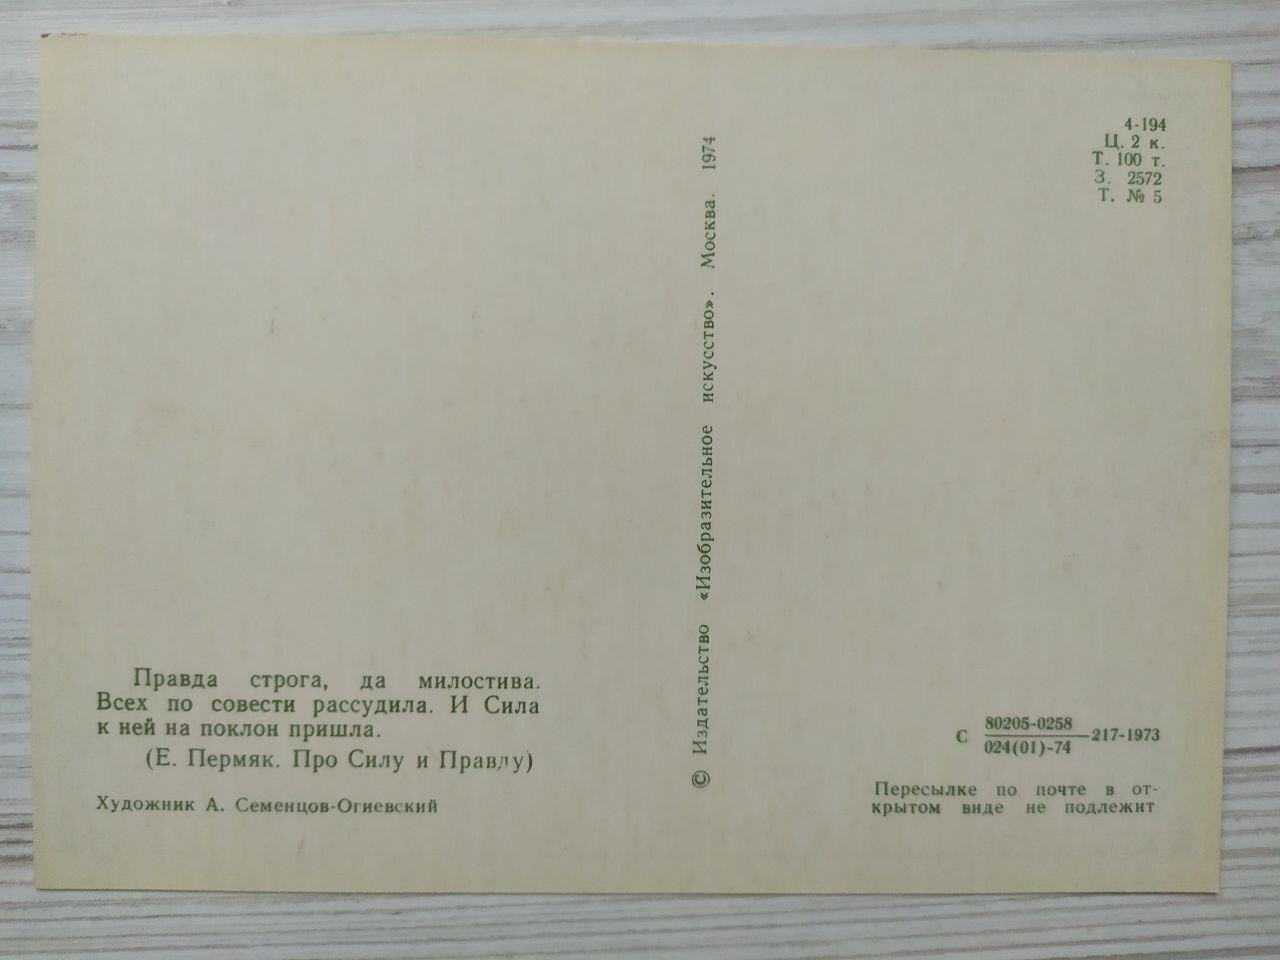 4-194
Ц. 2 к.
Т. 100 т.
З. 2572
Т. № 5
© Издательство «Изобразительное искусство». Москва. 1974
Правда строга, да милостива.
Всех по совести рассудила. И Сила
к ней на поклон пришла.
(Е. Пермяк. Про Силу и Правду)
Художник А. Семенцов-Огиевский
С 80205-0258
024(01)-74 -217-1973
Пересылке по почте в от-
крытом виде не подлежит